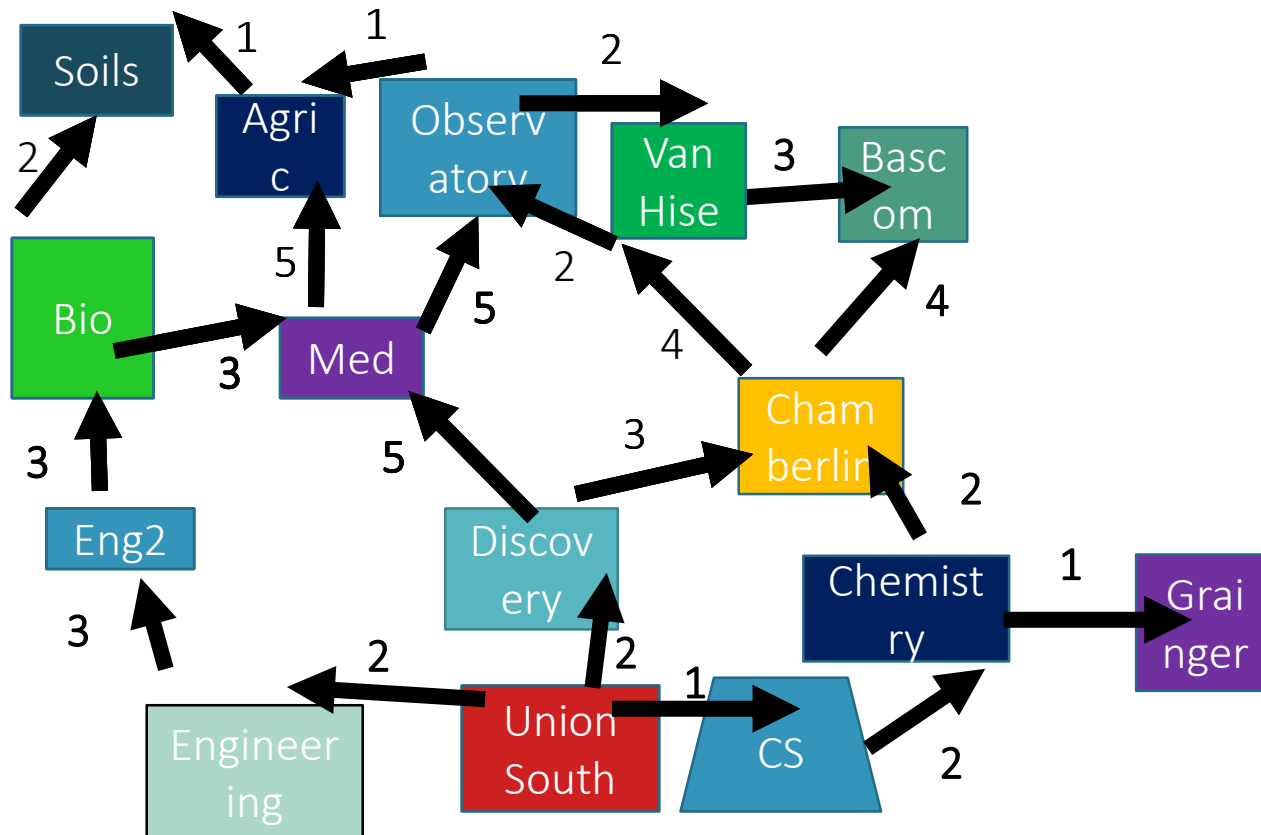 1
1
2
Soils
Agri
c
Observ
atory
Van
Hise
3
Basc
om
2
5
2
5
4
4
Bio
3
Med
3
Cham
berlin
3
5
2
Eng2
Discov
ery
Chemist
ry
1
Grai
nger
3
2
2
1
Engineer
ing
Union
South
CS
2